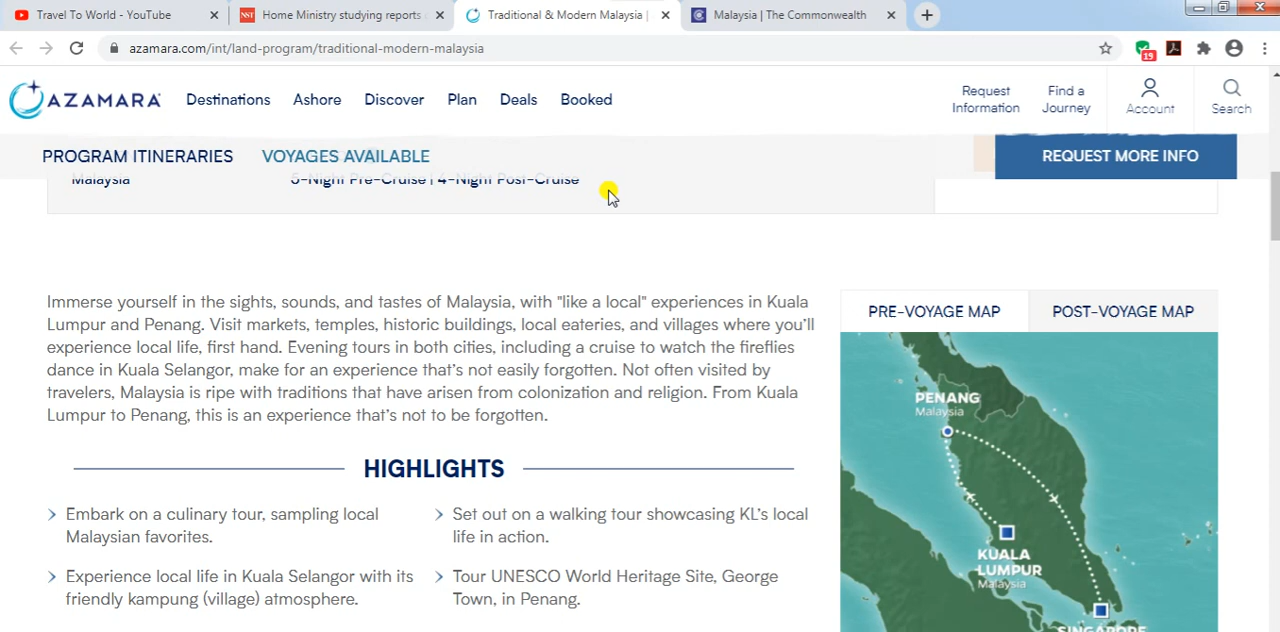 Travel To World - YouTube
NST Home Ministry studying reports
Traditional & Modern Malaysia |
Malaysia | The Commonwealth
azamara.com/int/land-program/traditional-modern-malaysia
19
AZAMARA
Destinations Ashore Discover Plan Deals Booked
Request Information
Find a Journey
Account
Search
PROGRAM ITINERARIES VOYAGES AVAILABLE
REQUEST MORE INFO
Malaysia 5-Night Pre-Cruise | 4-Night Post-Cruise
Immerse yourself in the sights, sounds, and tastes of Malaysia, with "like a local" experiences in Kuala
Lumpur and Penang. Visit markets, temples, historic buildings, local eateries, and villages where you'll
experience local life, first hand. Evening tours in both cities, including a cruise to watch the fireflies
dance in Kuala Selangor, make for an experience that's not easily forgotten. Not often visited by
travelers, Malaysia is ripe with traditions that have arisen from colonization and religion. From Kuala
Lumpur to Penang, this is an experience that's not to be forgotten.
HIGHLIGHTS
Embark on a culinary tour, sampling local
Malaysian favorites.
Experience local life in Kuala Selangor with its
friendly kampung (village) atmosphere.
Set out on a walking tour showcasing KL's local
life in action.
Tour UNESCO World Heritage Site, George
Town, in Penang.
PRE-VOYAGE MAP POST-VOYAGE MAP
PENANG
Malaysia
KUALA
LUMPUR
Malaysia
SINGAPORE